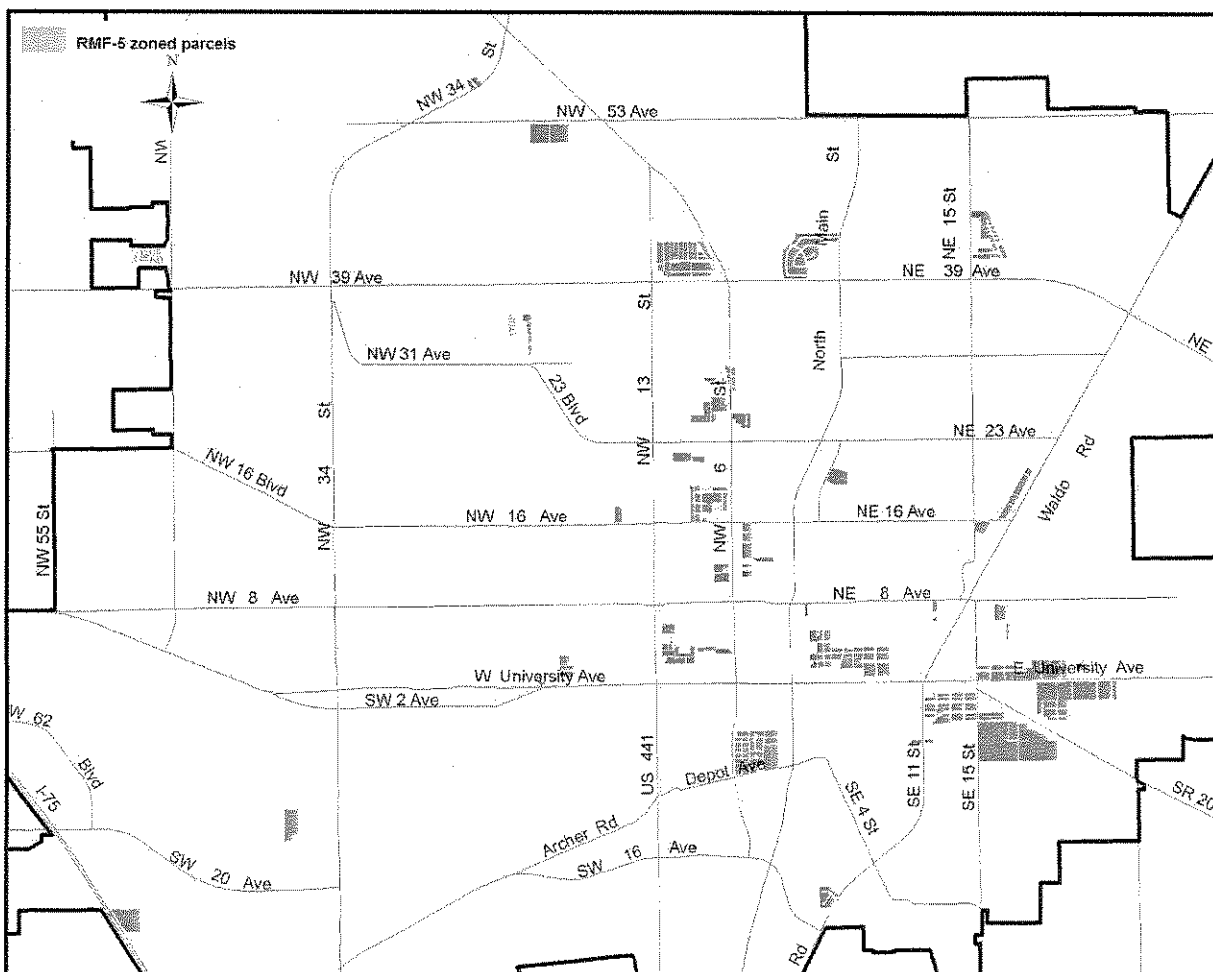 RMF-5 zoned parcels
N
NW
NW 34 St
NW 53 Ave
St
Main
North
NE 15 St
NW 39 Ave
NE 39 Ave
St
NW 31 Ave
NE
23 Blvd
13
St
NW
NE 23 Ave
Rd
Waldo
NW 16 Blvd
St
34
NW
6
NW
NW 16 Ave
NE 16 Ave
NW 55 St
NW 8 Ave
NE 8 Ave
W University Ave
E University Ave
SW 2 Ave
W 62
Blvd
I-75
US 441
Depot Ave
SE 4 St
SE 11 St
SE 15 St
SR 20
Archer Rd
SW 16 Ave
SW 20 Ave
Rd